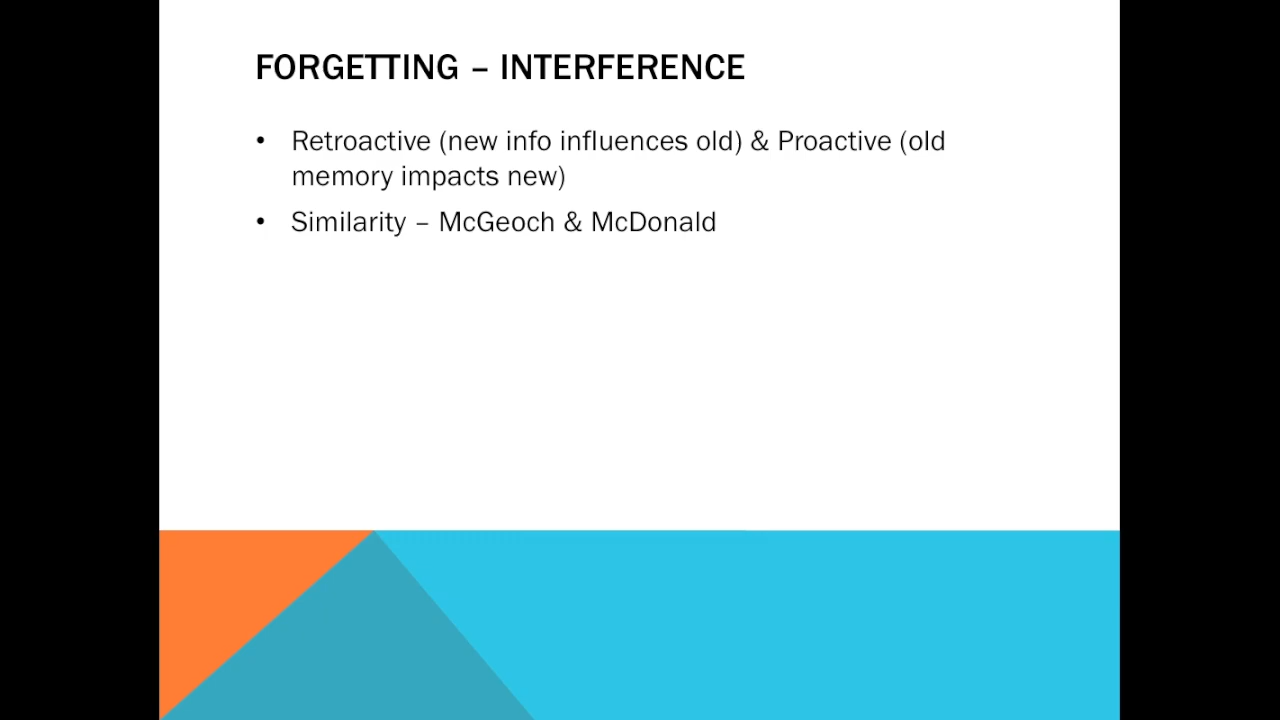 FORGETTING – INTERFERENCE
• Retroactive (new info influences old) & Proactive (old
memory impacts new)
• Similarity – McGeoch & McDonald